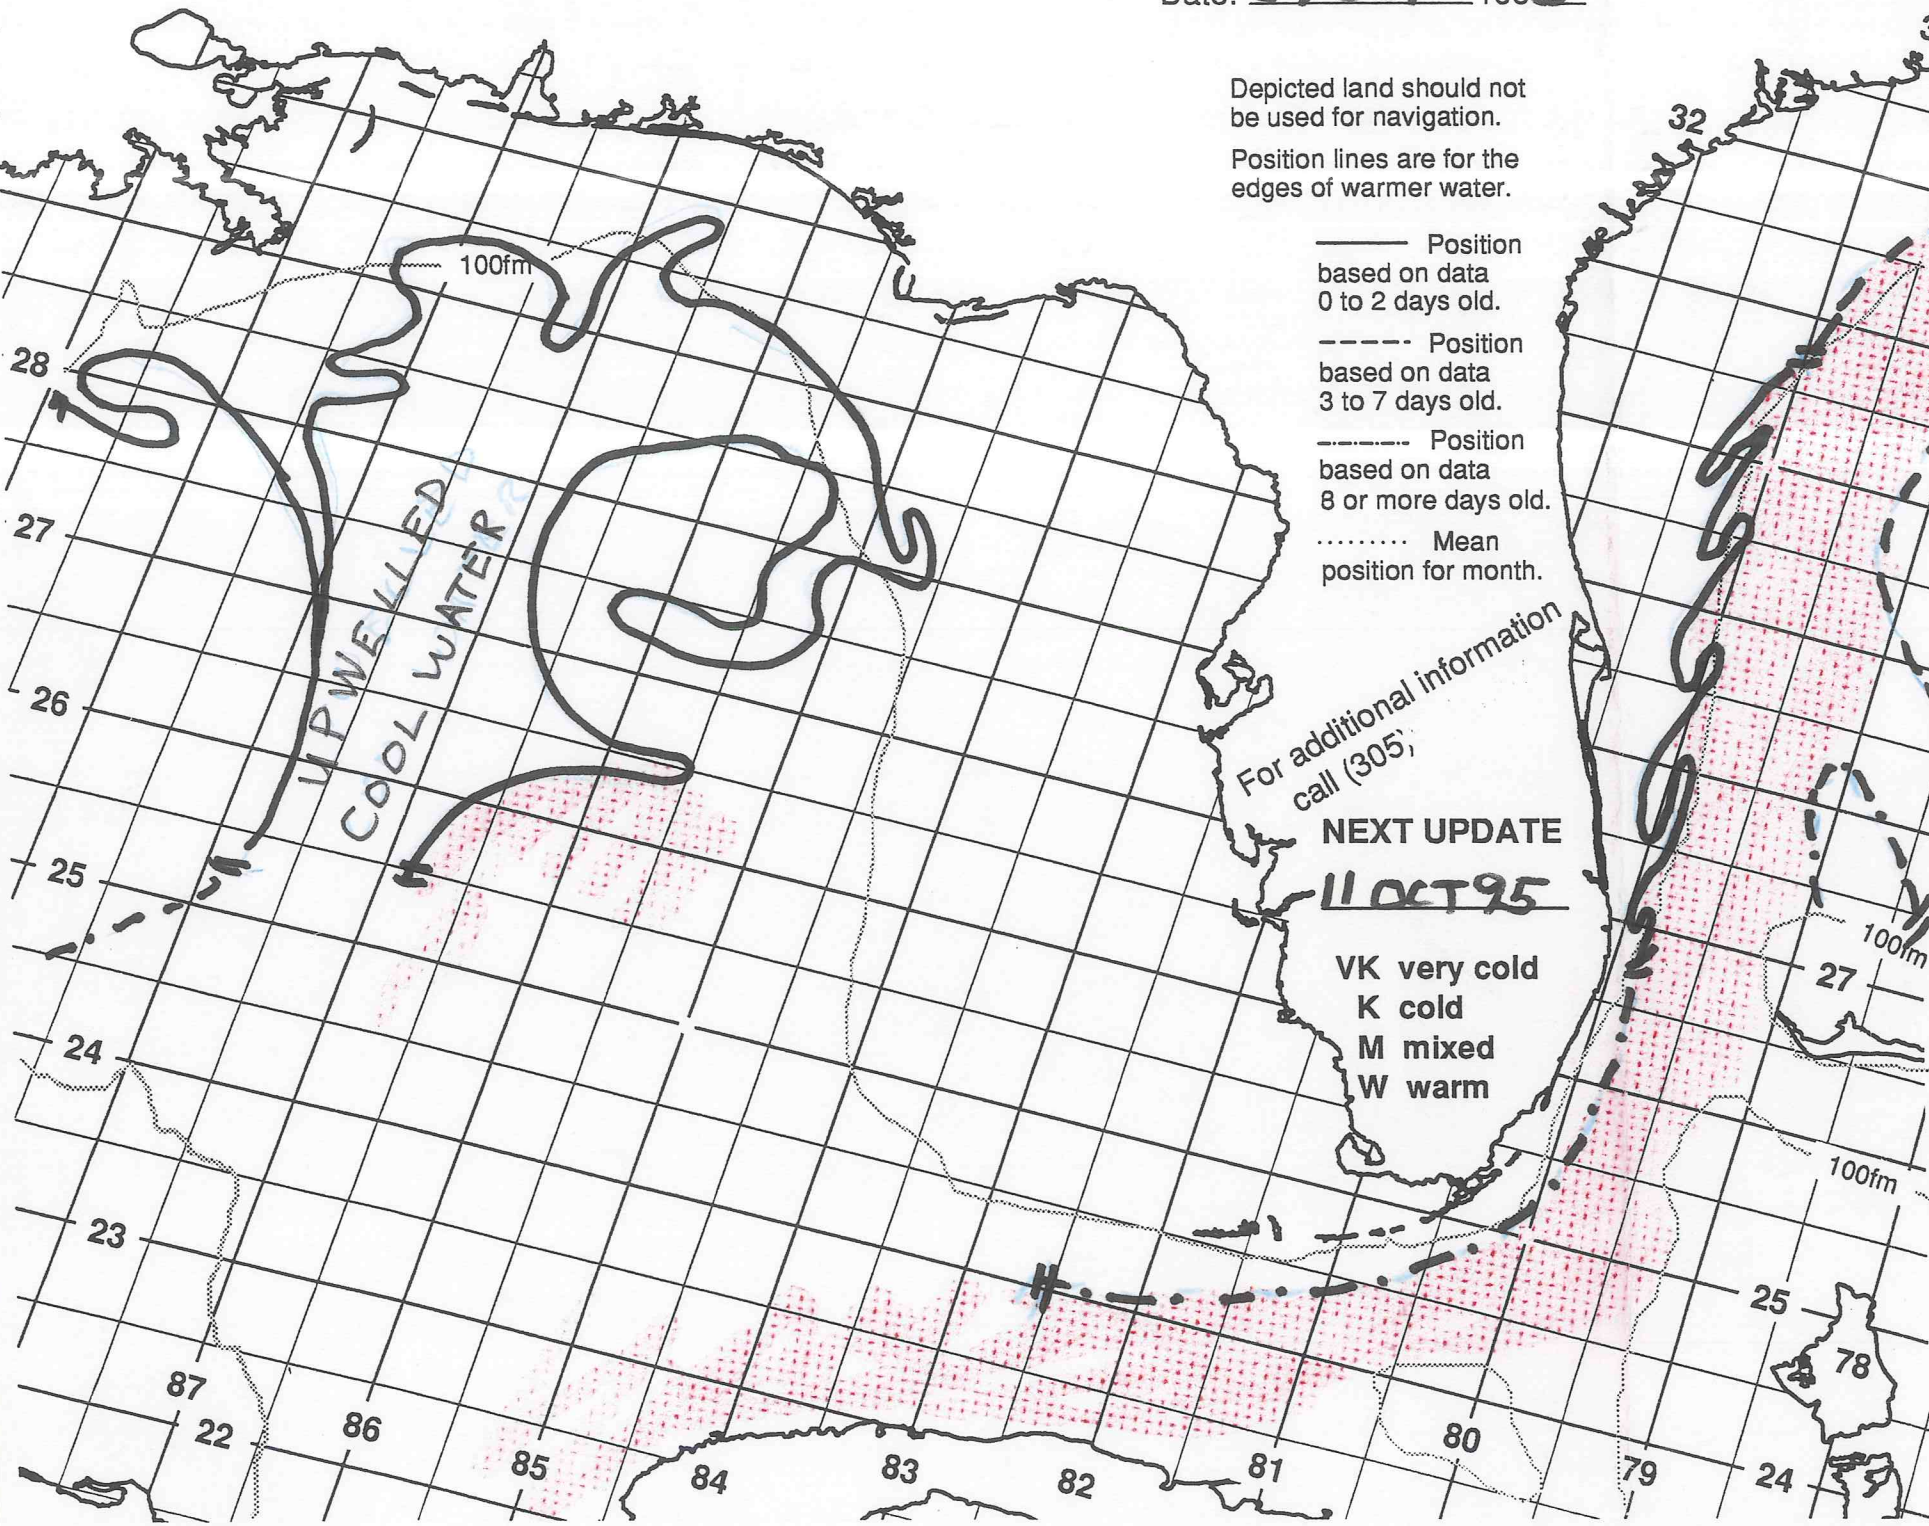 Date:
Depicted land should not
be used for navigation.
Position lines are for the
edges of warmer water.
Position
based on data
0 to 2 days old.
Position
based on data
3 to 7 days old.
Position
based on data
8 or more days old.
Mean
position for month.
For additional information
call (305)
NEXT UPDATE
11 OCT 95
VK very cold
K cold
M mixed
W warm
UPWELLED
COOL WATER
100fm
100fm
100fm
32
28
27
26
25
24
23
22
87
86
85
84
83
82
81
80
79
78
27
25
24